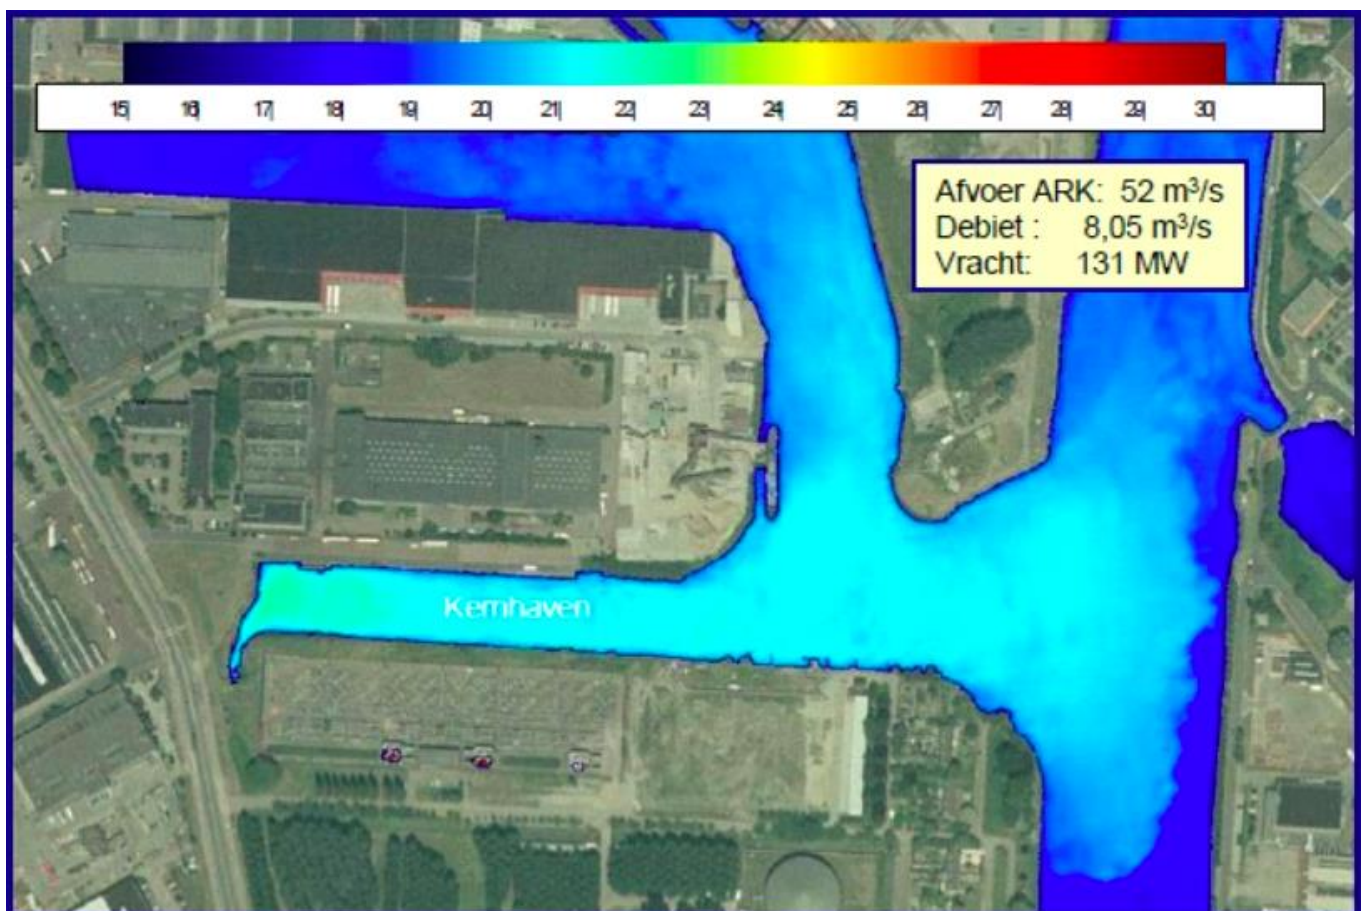 15| 16| 17| 18| 19| 20| 21| 22| 23| 24| 25| 26| 27| 28| 29| 30|
Afvoer ARK: 52 m³/s
Debiet : 8,05 m³/s
Vracht: 131 MW
Kernhaven